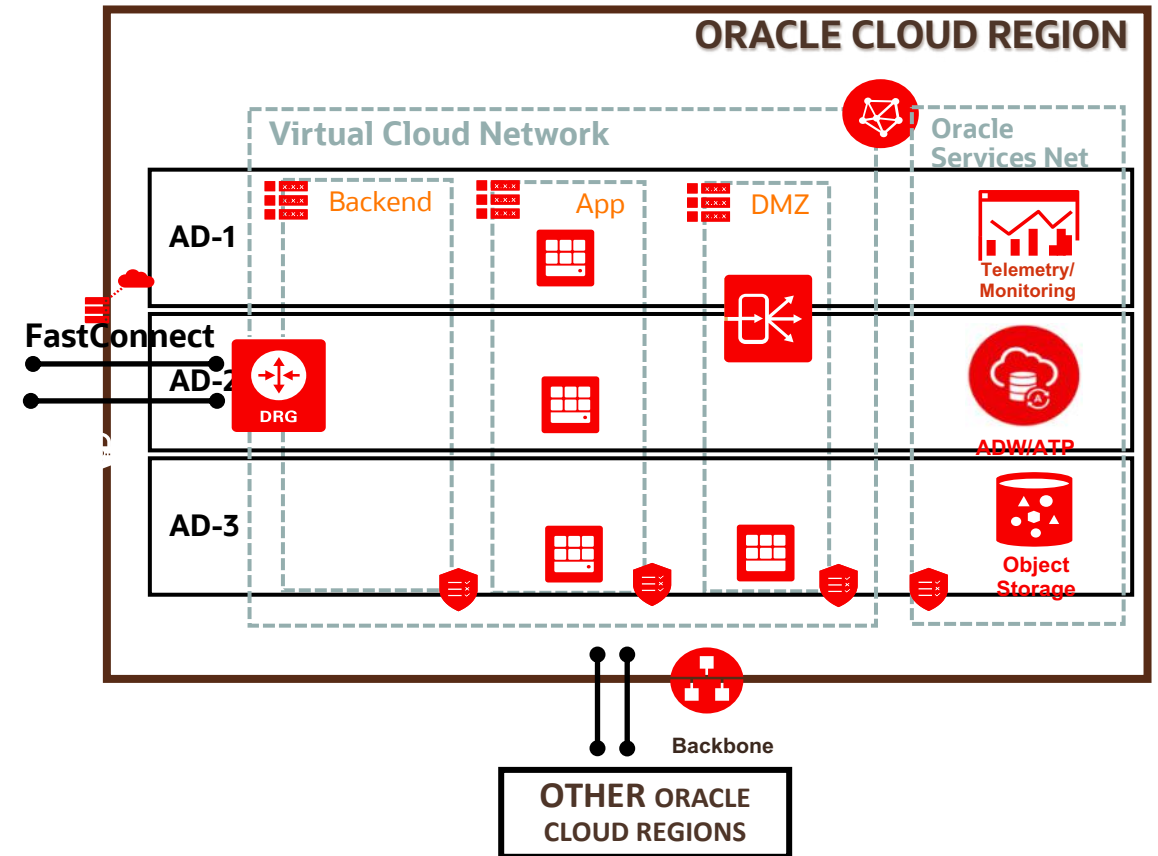 ORACLE CLOUD REGION
Virtual Cloud Network
Oracle
Services Net
Backend
App
DMZ
AD-1
Telemetry/
Monitoring
FastConnect
AD-2
DRG
ADW/ATP
AD-3
Object
Storage
Backbone
OTHER ORACLE
CLOUD REGIONS